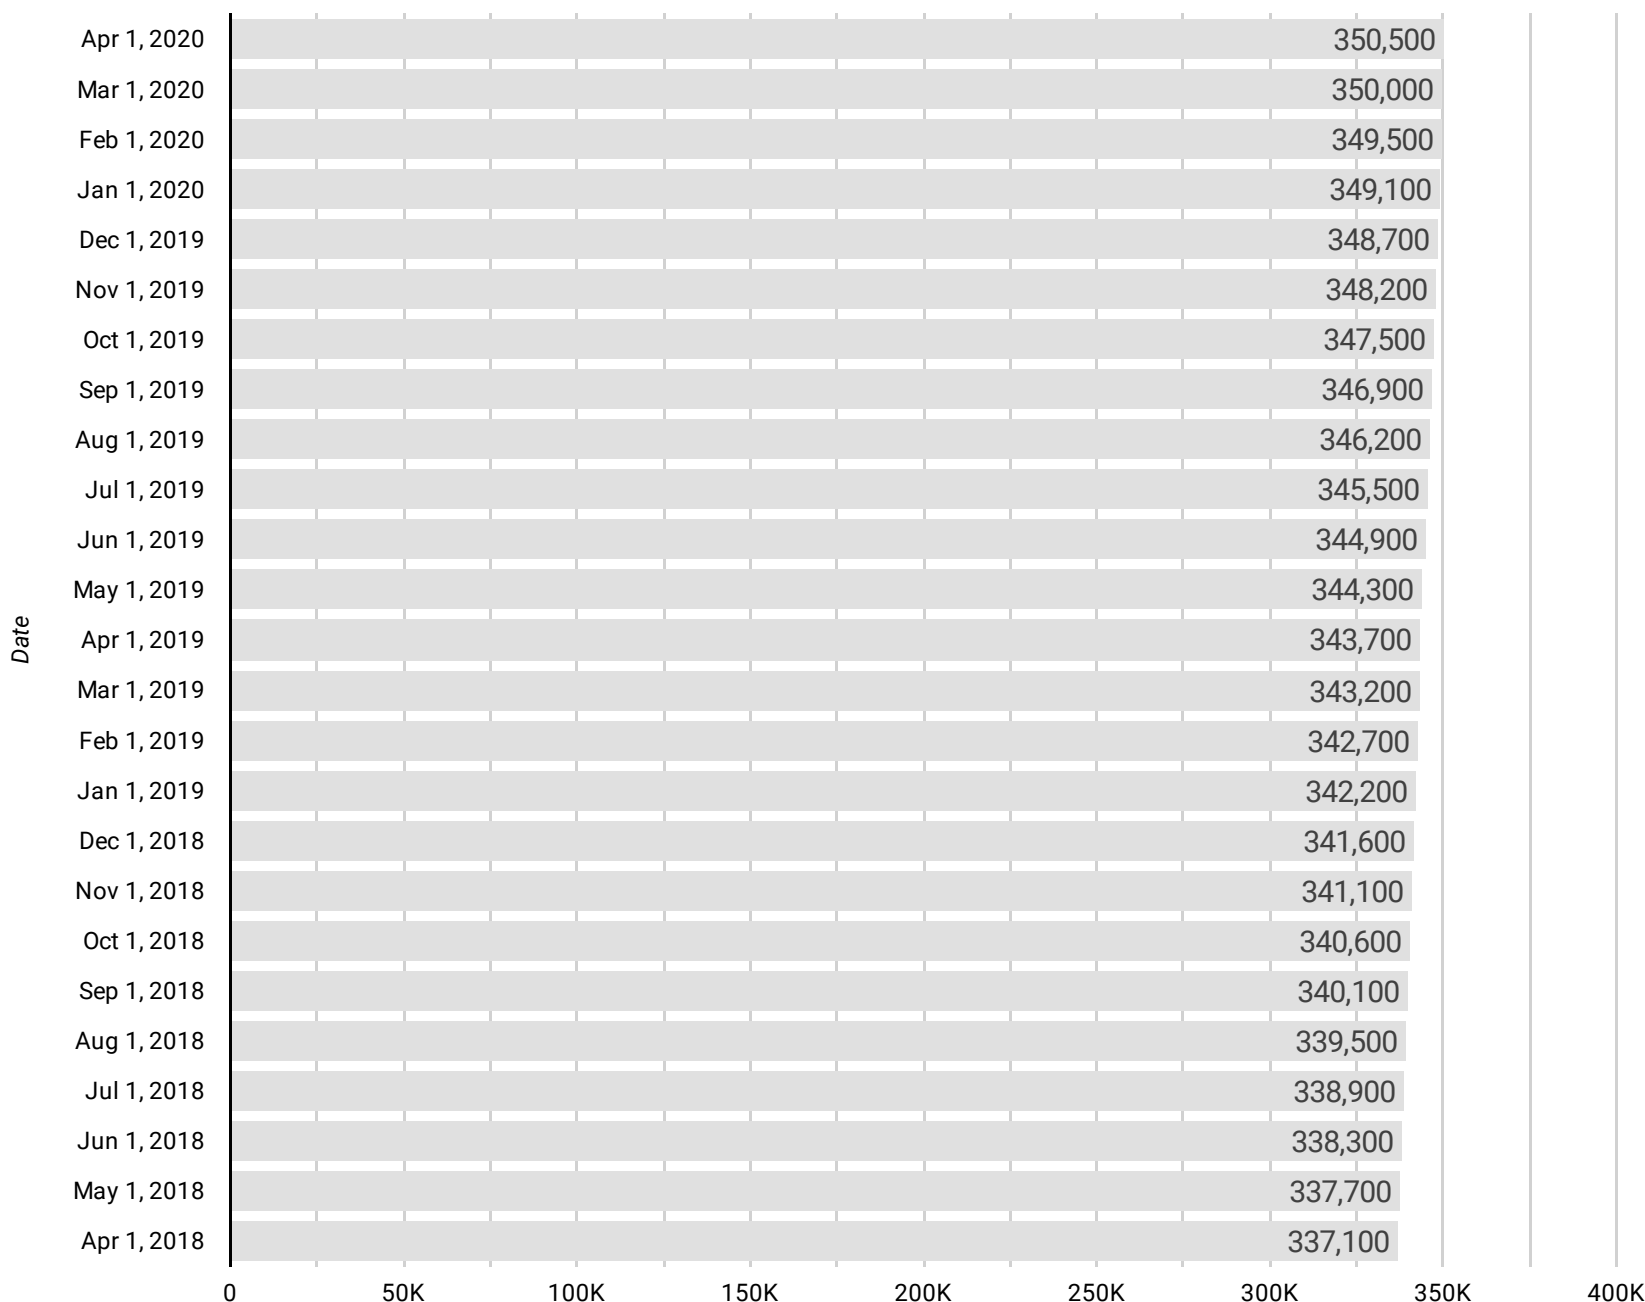 Apr 1, 2020 350,500
Mar 1, 2020 350,000
Feb 1, 2020 349,500
Jan 1, 2020 349,100
Dec 1, 2019 348,700
Nov 1, 2019 348,200
Oct 1, 2019 347,500
Sep 1, 2019 346,900
Aug 1, 2019 346,200
Jul 1, 2019 345,500
Jun 1, 2019 344,900
May 1, 2019 344,300
Apr 1, 2019 343,700
Date
Mar 1, 2019 343,200
Feb 1, 2019 342,700
Jan 1, 2019 342,200
Dec 1, 2018 341,600
Nov 1, 2018 341,100
Oct 1, 2018 340,600
Sep 1, 2018 340,100
Aug 1, 2018 339,500
Jul 1, 2018 338,900
Jun 1, 2018 338,300
May 1, 2018 337,700
Apr 1, 2018 337,100
0 50K 100K 150K 200K 250K 300K 350K 400K